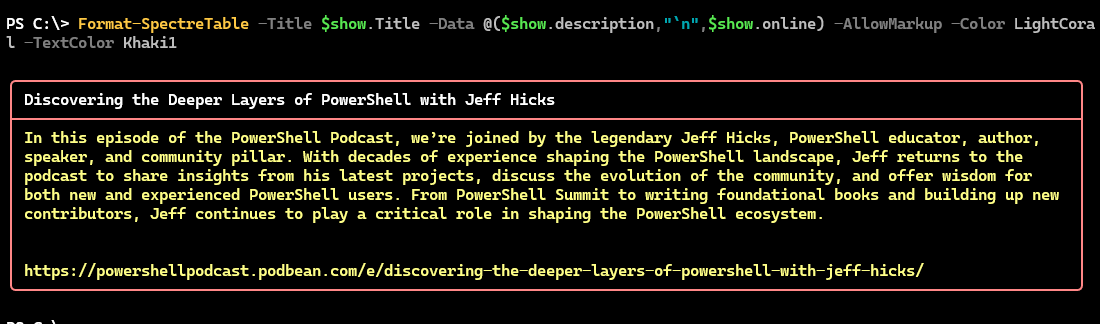 PS C:\> Format-SpectreTable -Title $show.Title -Data @($show.description,"`n",$show.online) -AllowMarkup -Color LightCora
l -TextColor Khaki1
Discovering the Deeper Layers of PowerShell with Jeff Hicks
In this episode of the PowerShell Podcast, we’re joined by the legendary Jeff Hicks, PowerShell educator, author,
speaker, and community pillar. With decades of experience shaping the PowerShell landscape, Jeff returns to the
podcast to share insights from his latest projects, discuss the evolution of the community, and offer wisdom for
both new and experienced PowerShell users. From PowerShell Summit to writing foundational books and building up new
contributors, Jeff continues to play a critical role in shaping the PowerShell ecosystem.
https://powershellpodcast.podbean.com/e/discovering-the-deeper-layers-of-powershell-with-jeff-hicks/